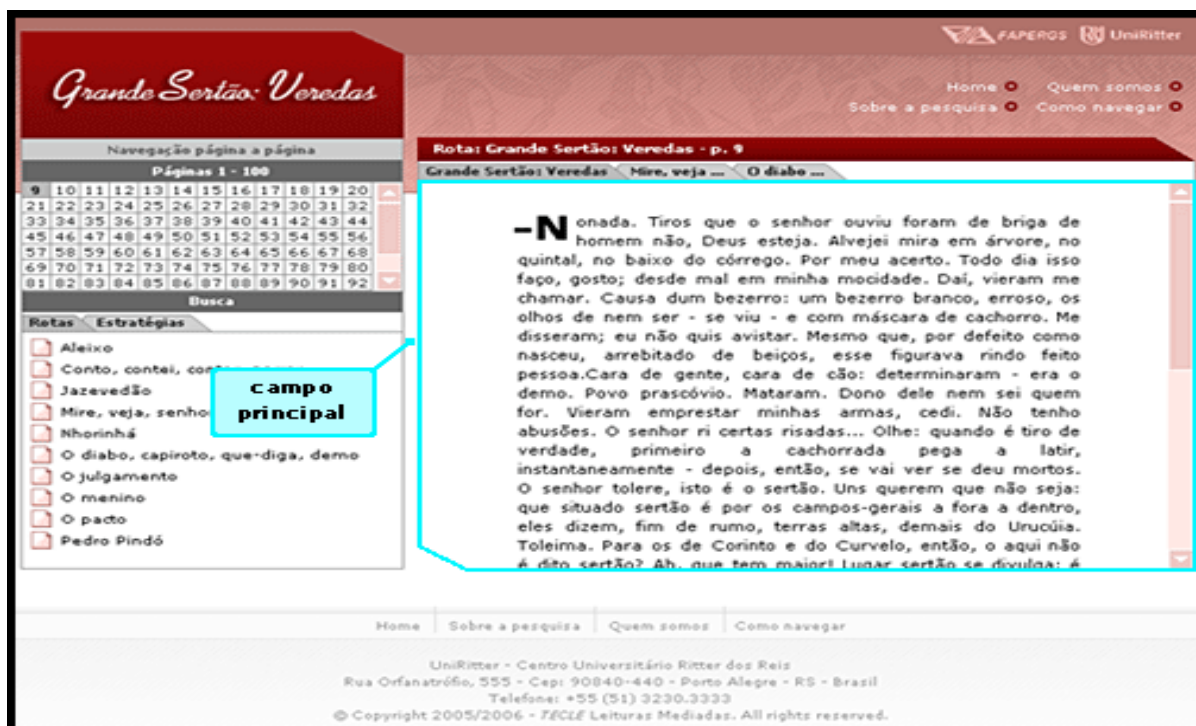 FAPERGS UniRitter
Grande Sertão: Veredas
Home Quem somos
Sobre a pesquisa Como navegar
Navegação página a página
Páginas 1 - 100
9 10 11 12 13 14 15 16 17 18 19 20
21 22 23 24 25 26 27 28 29 30 31 32
33 34 35 36 37 38 39 40 41 42 43 44
45 46 47 48 49 50 51 52 53 54 55 56
57 58 59 60 61 62 63 64 65 66 67 68
69 70 71 72 73 74 75 76 77 78 79 80
81 82 83 84 85 86 87 88 89 90 91 92
Busca
Rotas Estratégias
Aleixo
Conto, contei,
Jazevedão
Mire, veja,
Nhorinhá
O diabo, capiroto, que-diga, demo
O julgamento
O menino
O pacto
Pedro Pindó
campo
principal
Rota: Grande Sertão: Veredas - p. 9
Grande Sertão: Veredas Mire, veja ... O diabo ...
–Nonada. Tiros que o senhor ouviu foram de briga de
homem não, Deus esteja. Alvejei mira em árvore, no
quintal, no baixo do córrego. Por meu acerto. Todo dia isso
faço, gosto; desde mal em minha mocidade. Daí, vieram me
chamar. Causa dum bezerro: um bezerro branco, erroso, os
olhos de nem ser - se viu - e com máscara de cachorro. Me
disseram; eu não quis avistar. Mesmo que, por defeito como
nasceu, arrebitado de beiços, esse figurava rindo feito
pessoa.Cara de gente, cara de cão: determinaram - era o
demo. Povo prascóvio. Mataram. Dono dele nem sei quem
for. Vieram emprestar minhas armas, cedi. Não tenho
abusões. O senhor ri certas risadas... Olhe: quando é tiro de
verdade, primeiro a cachorrada pega a latir,
instantaneamente - depois, então, se vai ver se deu mortos.
O senhor tolere, isto é o sertão. Uns querem que não seja:
que situado sertão é por os campos-gerais a fora a dentro,
eles dizem, fim de rumo, terras altas, demais do Urucúia.
Toleima. Para os de Corinto e do Curvelo, então, o aqui não
é dito sertão? Ah, que tem maior! Lugar sertão se divulga: é
Home Sobre a pesquisa Quem somos Como navegar
UniRitter - Centro Universitário Ritter dos Reis
Rua Orfanatrófio, 555 - Cep: 90840-440 - Porto Alegre - RS - Brasil
Telefone: +55 (51) 3230.3333
© Copyright 2005/2006 - TECLE Leituras Mediadas. All rights reserved.